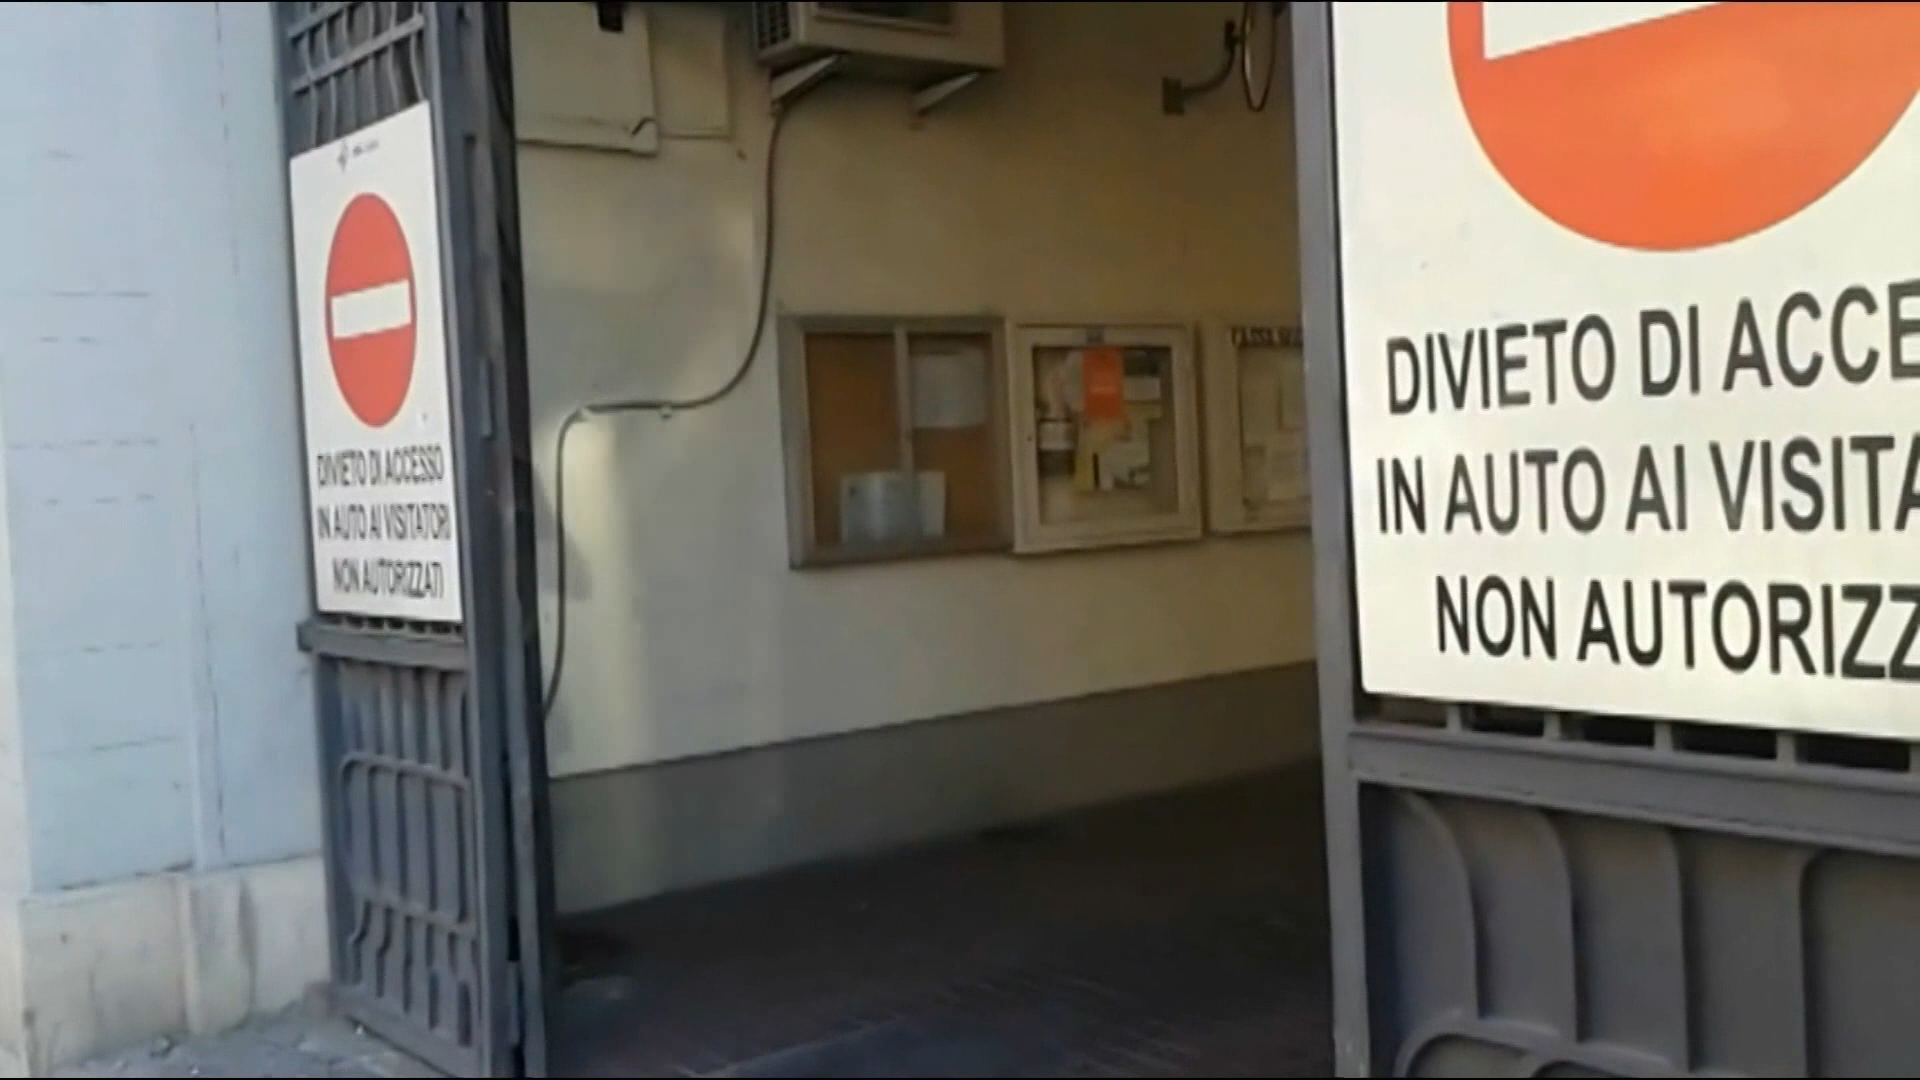 DIVIETO DI ACCESSO
IN AUTO AI VISITATORI
NON AUTORIZZATI
DIVIETO DI ACCE
IN AUTO AI VISITA
NON AUTORIZZ